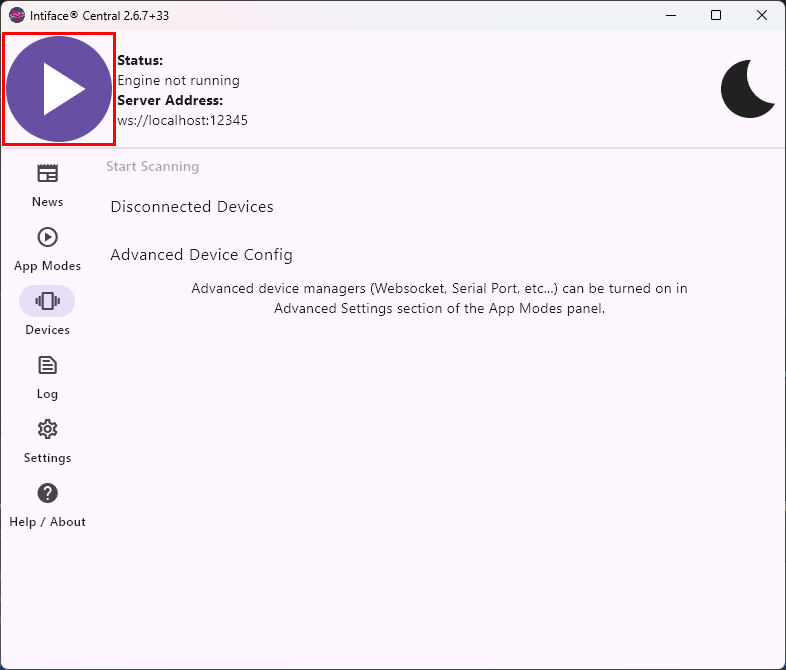 Intiface® Central 2.6.7+33
Status:
Engine not running
Server Address:
ws://localhost:12345
News
App Modes
Devices
Log
Settings
Help / About
Start Scanning
Disconnected Devices
Advanced Device Config
Advanced device managers (Websocket, Serial Port, etc...) can be turned on in
Advanced Settings section of the App Modes panel.